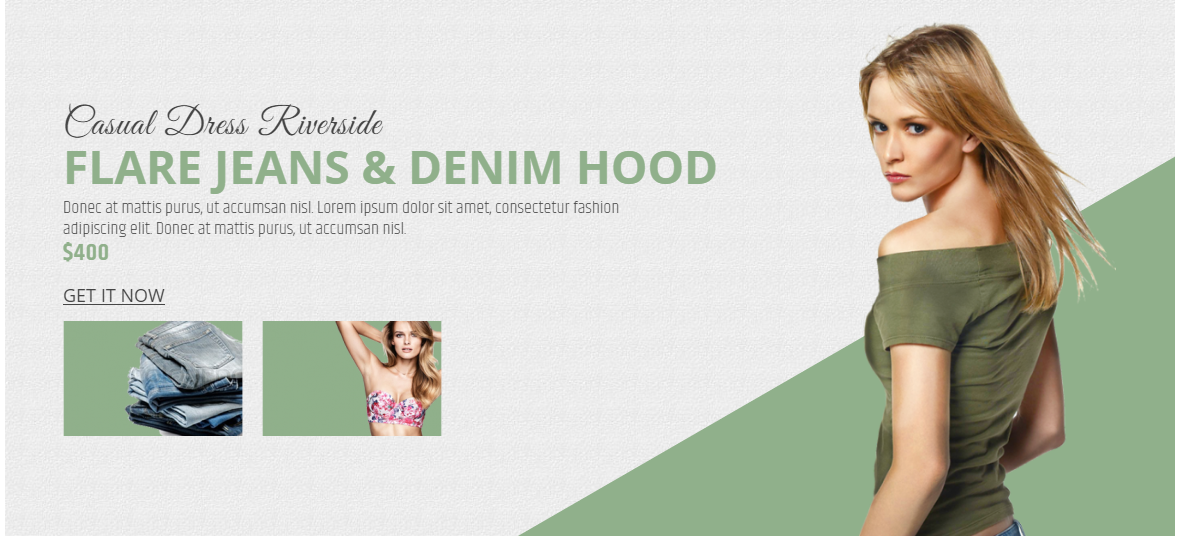 Casual Dress Riverside
FLARE JEANS & DENIM HOOD
Donec at mattis purus, ut accumsan nisl. Lorem ipsum dolor sit amet, consectetur fashion
adipiscing elit. Donec at mattis purus, ut accumsan nisl.
$400
GET IT NOW